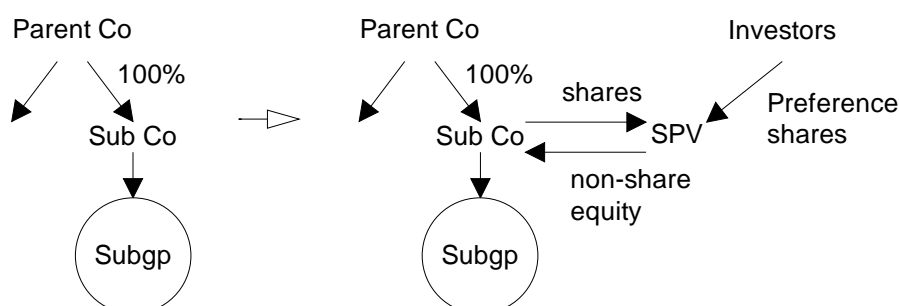 Parent Co
100%
Sub Co
Subgp
Parent Co
100%
Sub Co
Subgp
shares
SPV
non-share
equity
Investors
Preference
shares